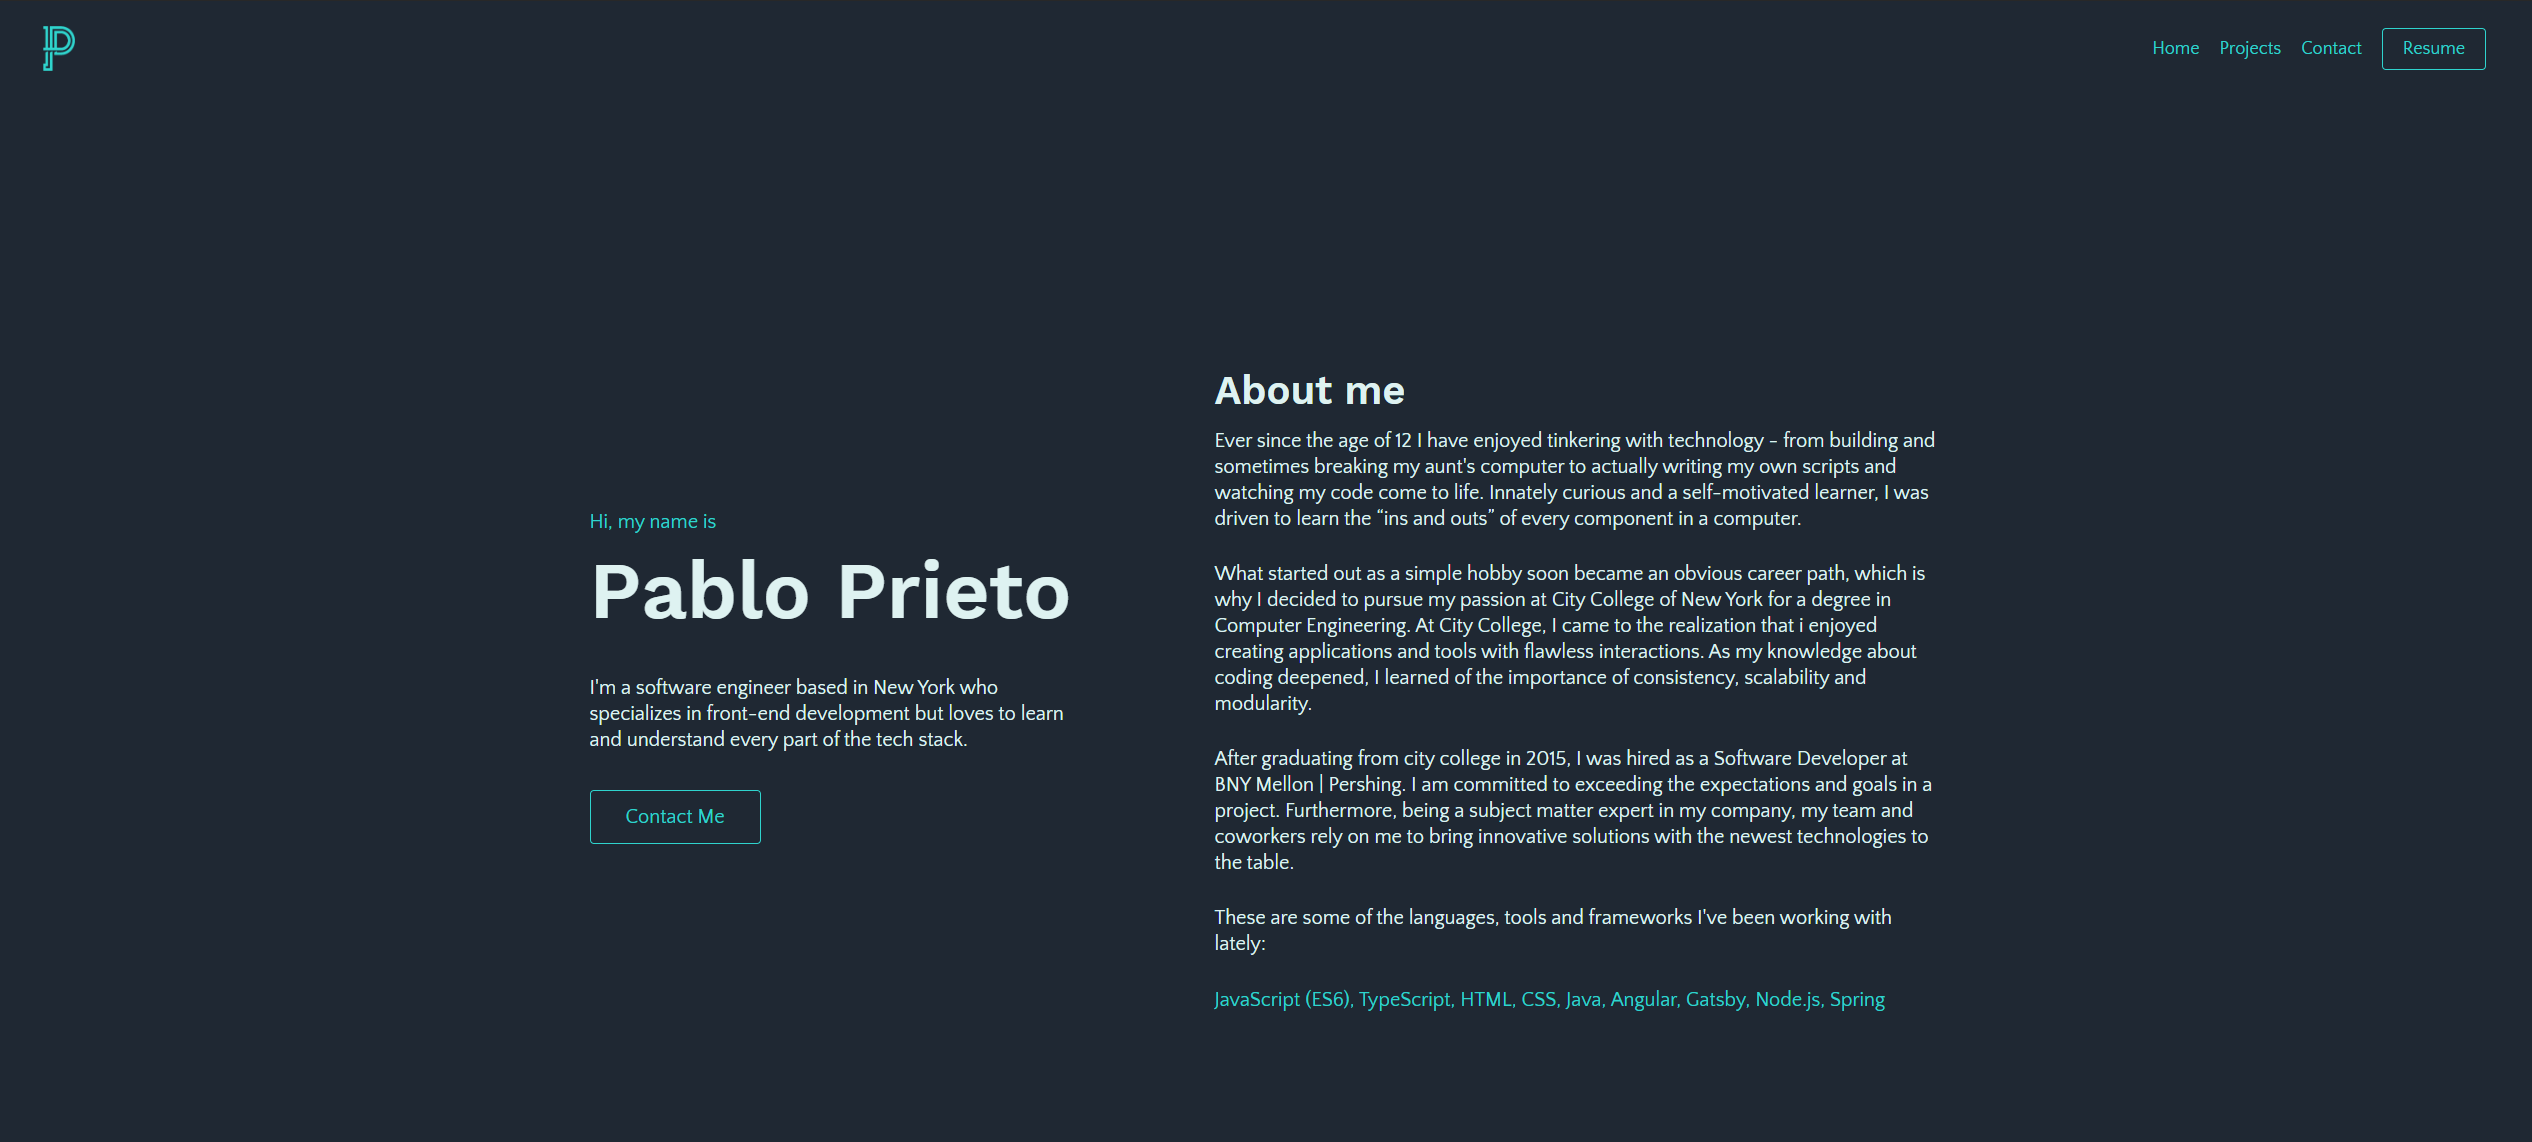 P
Home Projects Contact Resume
Hi, my name is
Pablo Prieto
I'm a software engineer based in New York who
specializes in front-end development but loves to learn
and understand every part of the tech stack.
Contact Me
About me
Ever since the age of 12 I have enjoyed tinkering with technology - from building and
sometimes breaking my aunt's computer to actually writing my own scripts and
watching my code come to life. Innately curious and a self-motivated learner, I was
driven to learn the “ins and outs” of every component in a computer.
What started out as a simple hobby soon became an obvious career path, which is
why I decided to pursue my passion at City College of New York for a degree in
Computer Engineering. At City College, I came to the realization that i enjoyed
creating applications and tools with flawless interactions. As my knowledge about
coding deepened, I learned of the importance of consistency, scalability and
modularity.
After graduating from city college in 2015, I was hired as a Software Developer at
BNY Mellon | Pershing. I am committed to exceeding the expectations and goals in a
project. Furthermore, being a subject matter expert in my company, my team and
coworkers rely on me to bring innovative solutions with the newest technologies to
the table.
These are some of the languages, tools and frameworks I've been working with
lately:
JavaScript (ES6), TypeScript, HTML, CSS, Java, Angular, Gatsby, Node.js, Spring